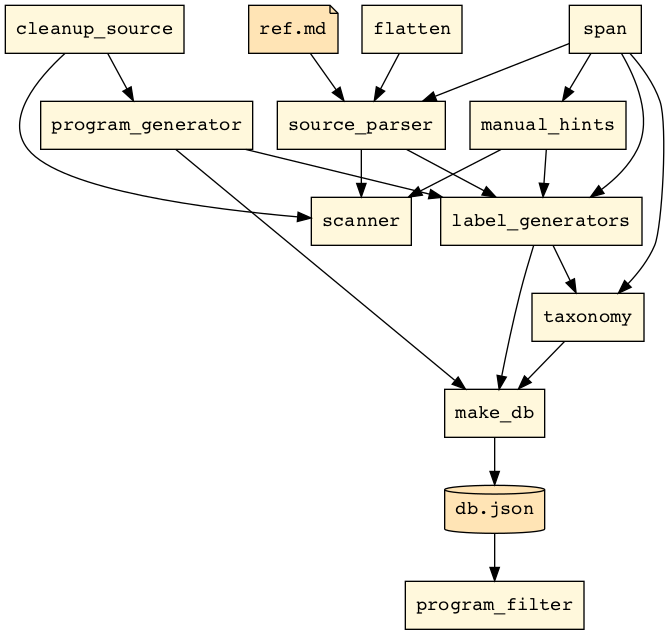 cleanup_source
ref.md
flatten
span
program_generator
source_parser
manual_hints
scanner
label_generators
taxonomy
make_db
db.json
program_filter